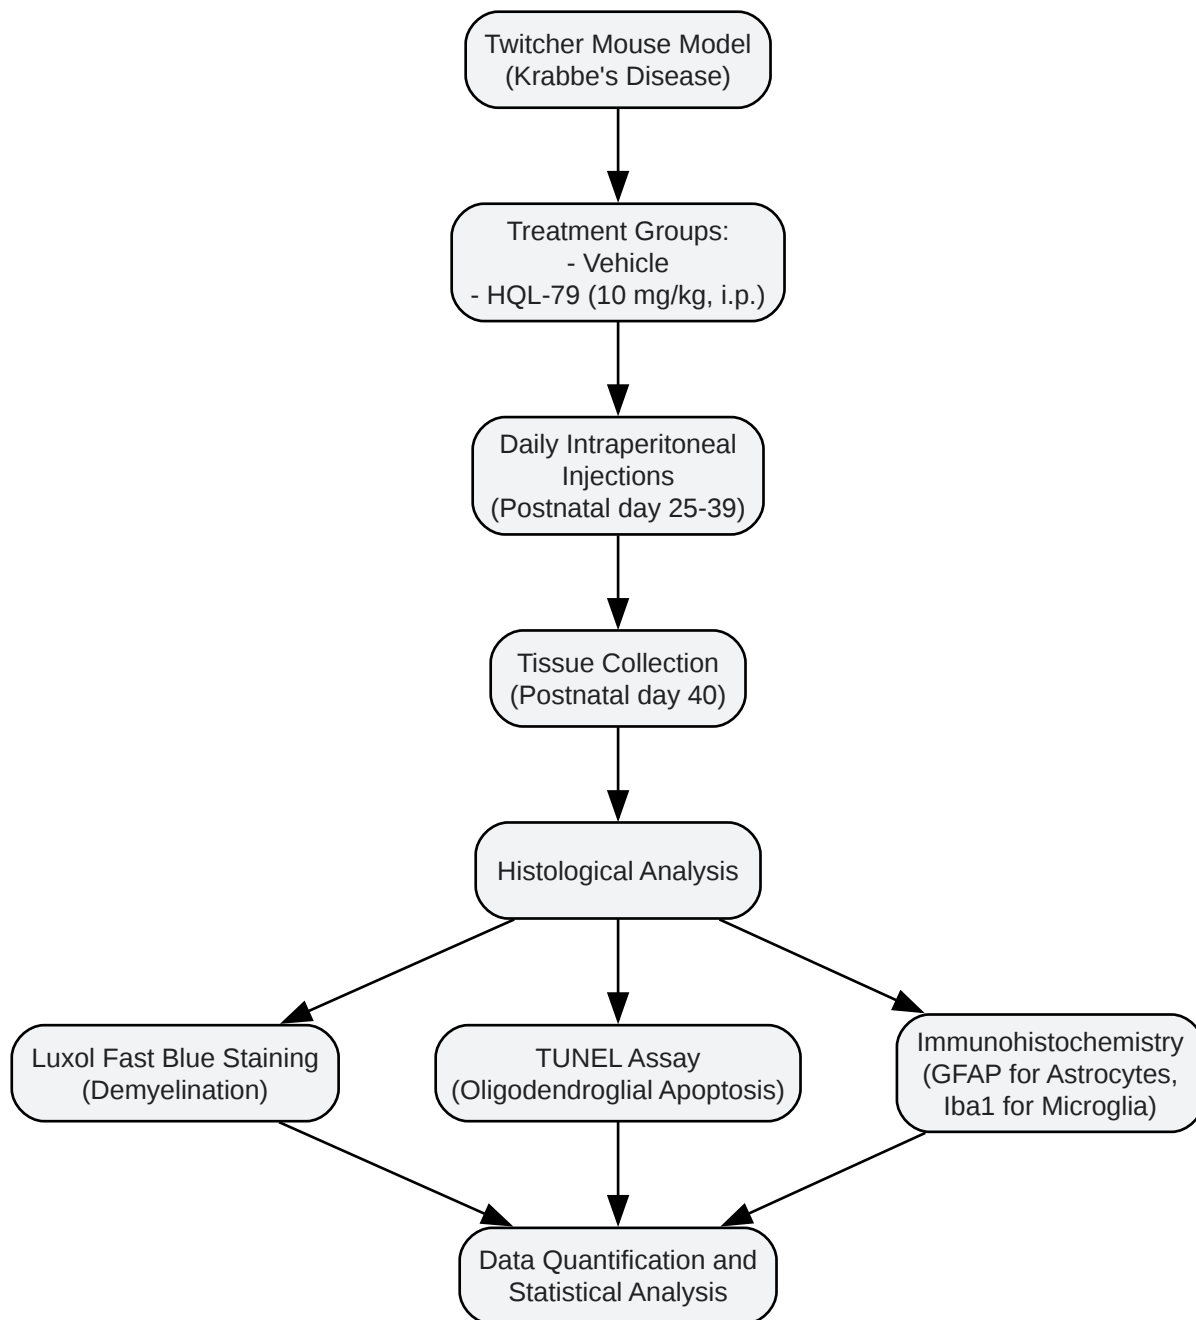 Twitcher Mouse Model
(Krabbe's Disease)
Treatment Groups:
- Vehicle
- HQL-79 (10 mg/kg, i.p.)
Daily Intraperitoneal
Injections
(Postnatal day 25-39)
Tissue Collection
(Postnatal day 40)
Histological Analysis
Luxol Fast Blue Staining
(Demyelination)
TUNEL Assay
(Oligodendroglial Apoptosis)
Immunohistochemistry
(GFAP for Astrocytes,
Iba1 for Microglia)
Data Quantification and
Statistical Analysis